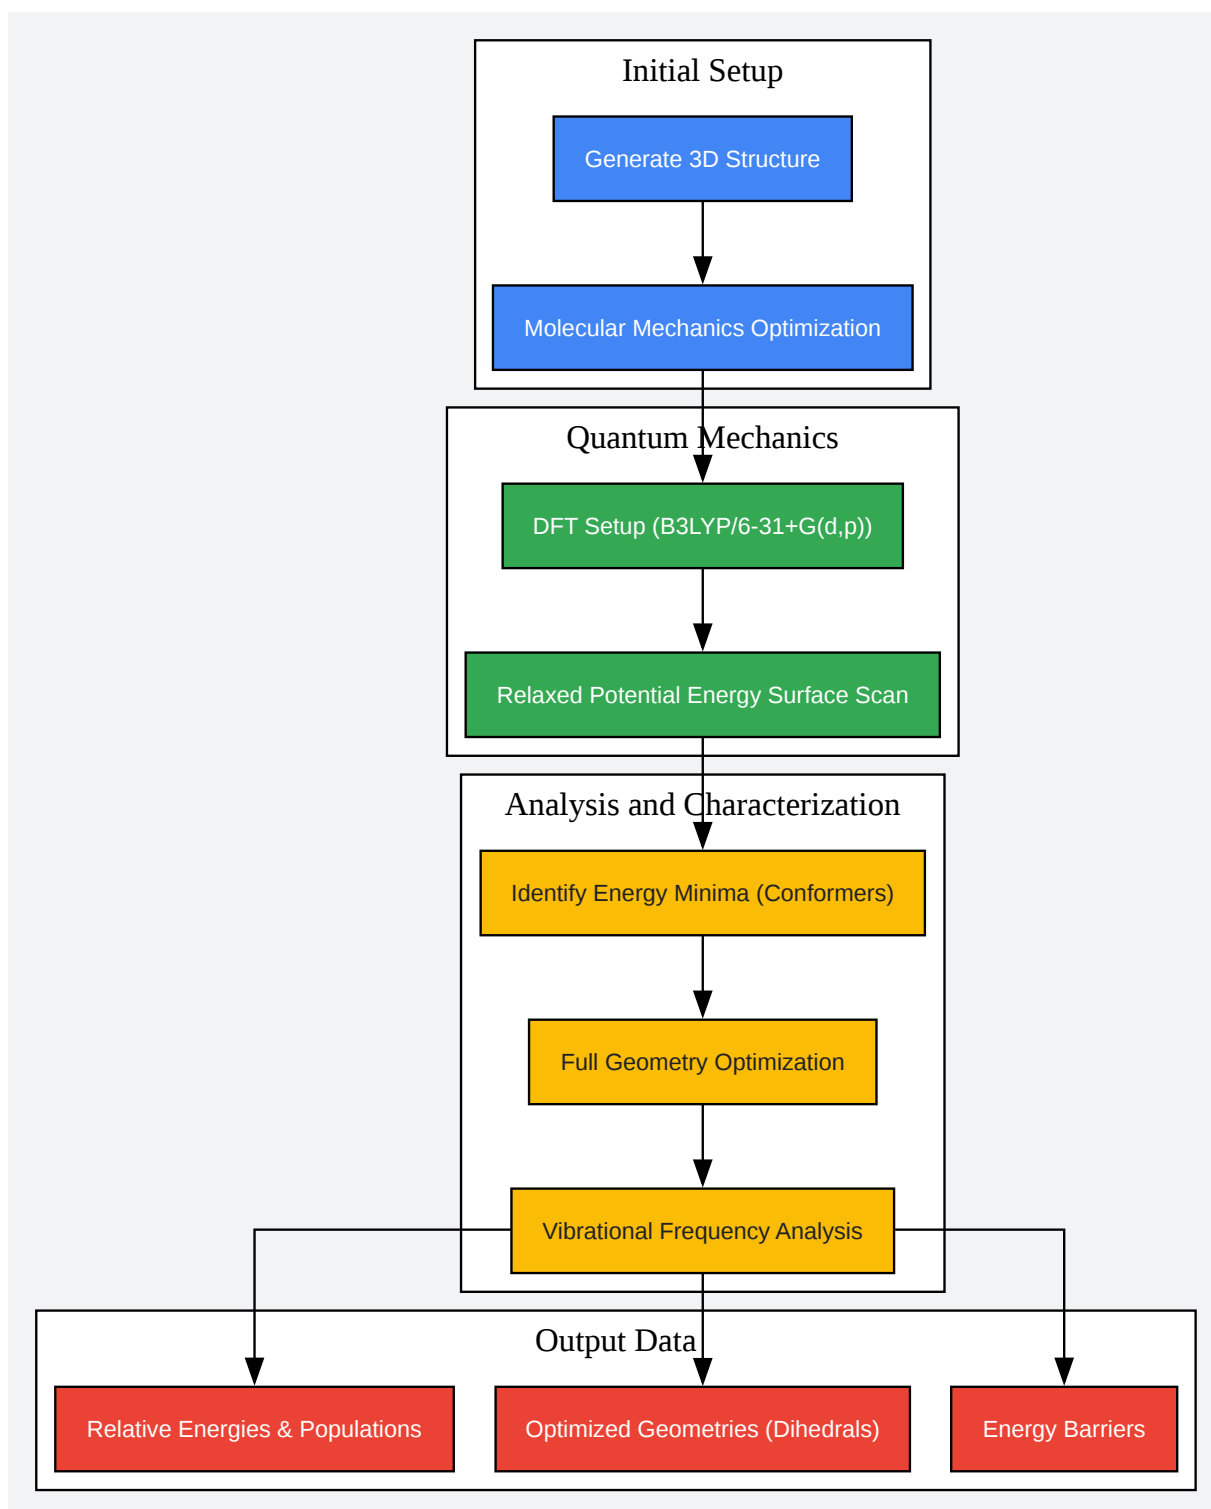 Initial Setup
Generate 3D Structure
Molecular Mechanics Optimization
Quantum Mechanics
DFT Setup (B3LYP/6-31+G(d,p))
Relaxed Potential Energy Surface Scan
Analysis and Characterization
Identify Energy Minima (Conformers)
Full Geometry Optimization
Vibrational Frequency Analysis
Output Data
Relative Energies & Populations
Optimized Geometries (Dihedrals)
Energy Barriers